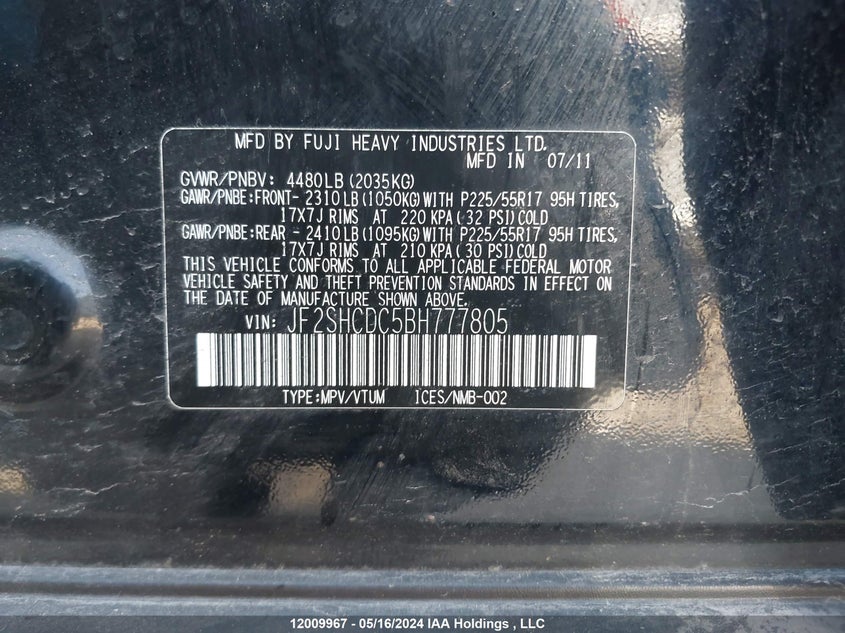 MFD BY FUJI HEAVY INDUSTRIES LTD.
MFD IN 07/11
GVWR/PNBV: 4480LB (2035KG)
GAWR/PNBE:FRONT- 2310 LB (1050KG) WITH P225/55R17 95H TIRES,
17X7J RIMS AT 220 KPA ( 32 PSI) COLD
GAWR/PNBE:REAR - 2410 LB (1095KG) WITH P225/55R17 95H TIRES,
17X7J RIMS AT 210 KPA ( 30 PSI) COLD
THIS VEHICLE CONFORMS TO ALL APPLICABLE FEDERAL MOTOR
VEHICLE SAFETY AND THEFT PREVENTION STANDARDS IN EFFECT ON
THE DATE OF MANUFACTURE SHOWN ABOVE.
VIN: JF2SHCDC5BH777805
TYPE:MPV/VTUM ICES/NMB-002
12009967 - 05/16/2024 IAA Holdings , LLC